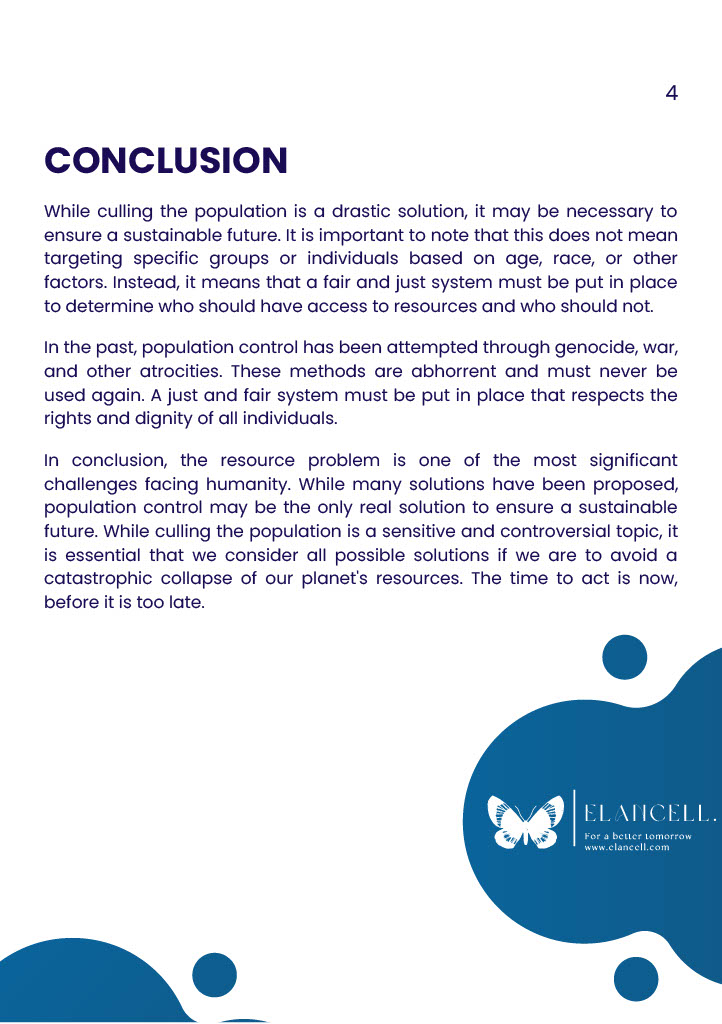 4
CONCLUSION
While culling the population is a drastic solution, it may be necessary to
ensure a sustainable future. It is important to note that this does not mean
targeting specific groups or individuals based on age, race, or other
factors. Instead, it means that a fair and just system must be put in place
to determine who should have access to resources and who should not.
In the past, population control has been attempted through genocide, war,
and other atrocities. These methods are abhorrent and must never be
used again. A just and fair system must be put in place that respects the
rights and dignity of all individuals.
In conclusion, the resource problem is one of the most significant
challenges facing humanity. While many solutions have been proposed,
population control may be the only real solution to ensure a sustainable
future. While culling the population is a sensitive and controversial topic, it
is essential that we consider all possible solutions if we are to avoid a
catastrophic collapse of our planet's resources. The time to act is now,
before it is too late.
ELANCELL.
For a better tomorrow
www.elancell.com